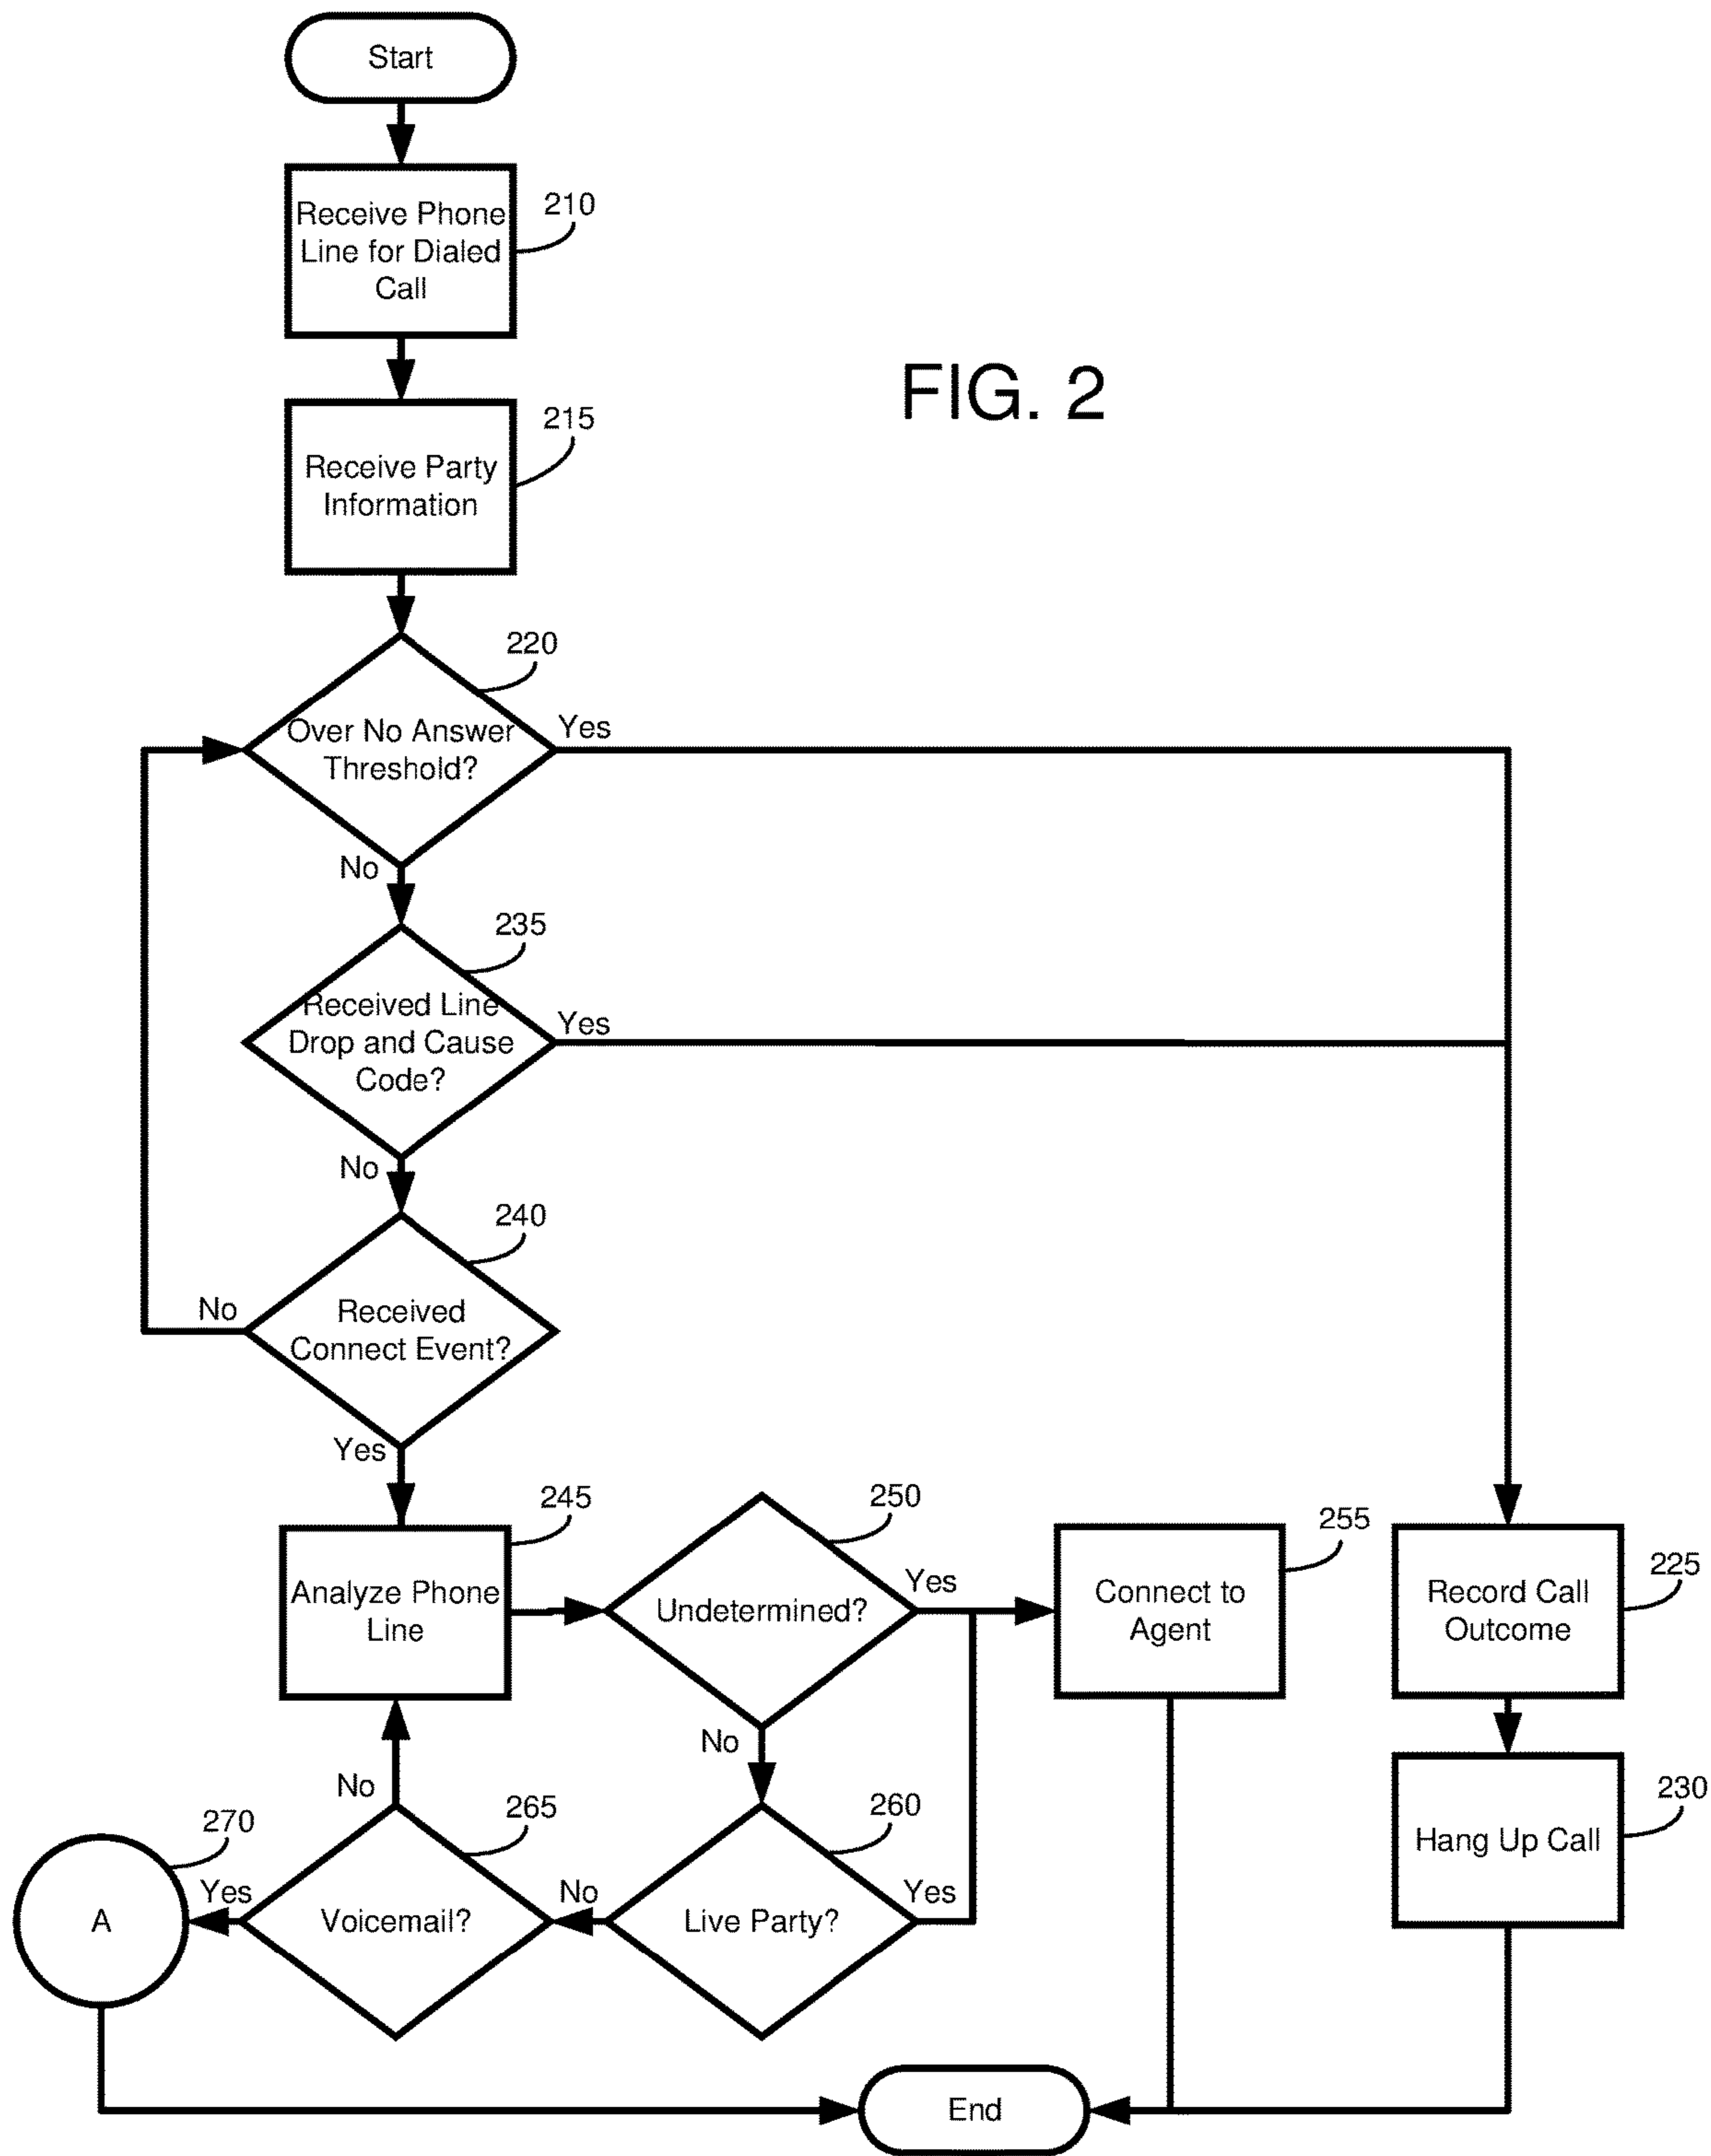 Start
Receive Phone
Line for Dialed
Call
210
FIG. 2
Receive Party
Information
215
220
Over No Answer
Threshold?
Yes
No
235
Received Line
Drop and Cause
Code?
Yes
No
240
Received
Connect Event?
No
Yes
245
Analyze Phone
Line
250
Undetermined?
Yes
No
255
Connect to
Agent
225
Record Call
Outcome
230
Hang Up Call
260
Live Party?
Yes
No
265
Voicemail?
No
Yes
270
A
End